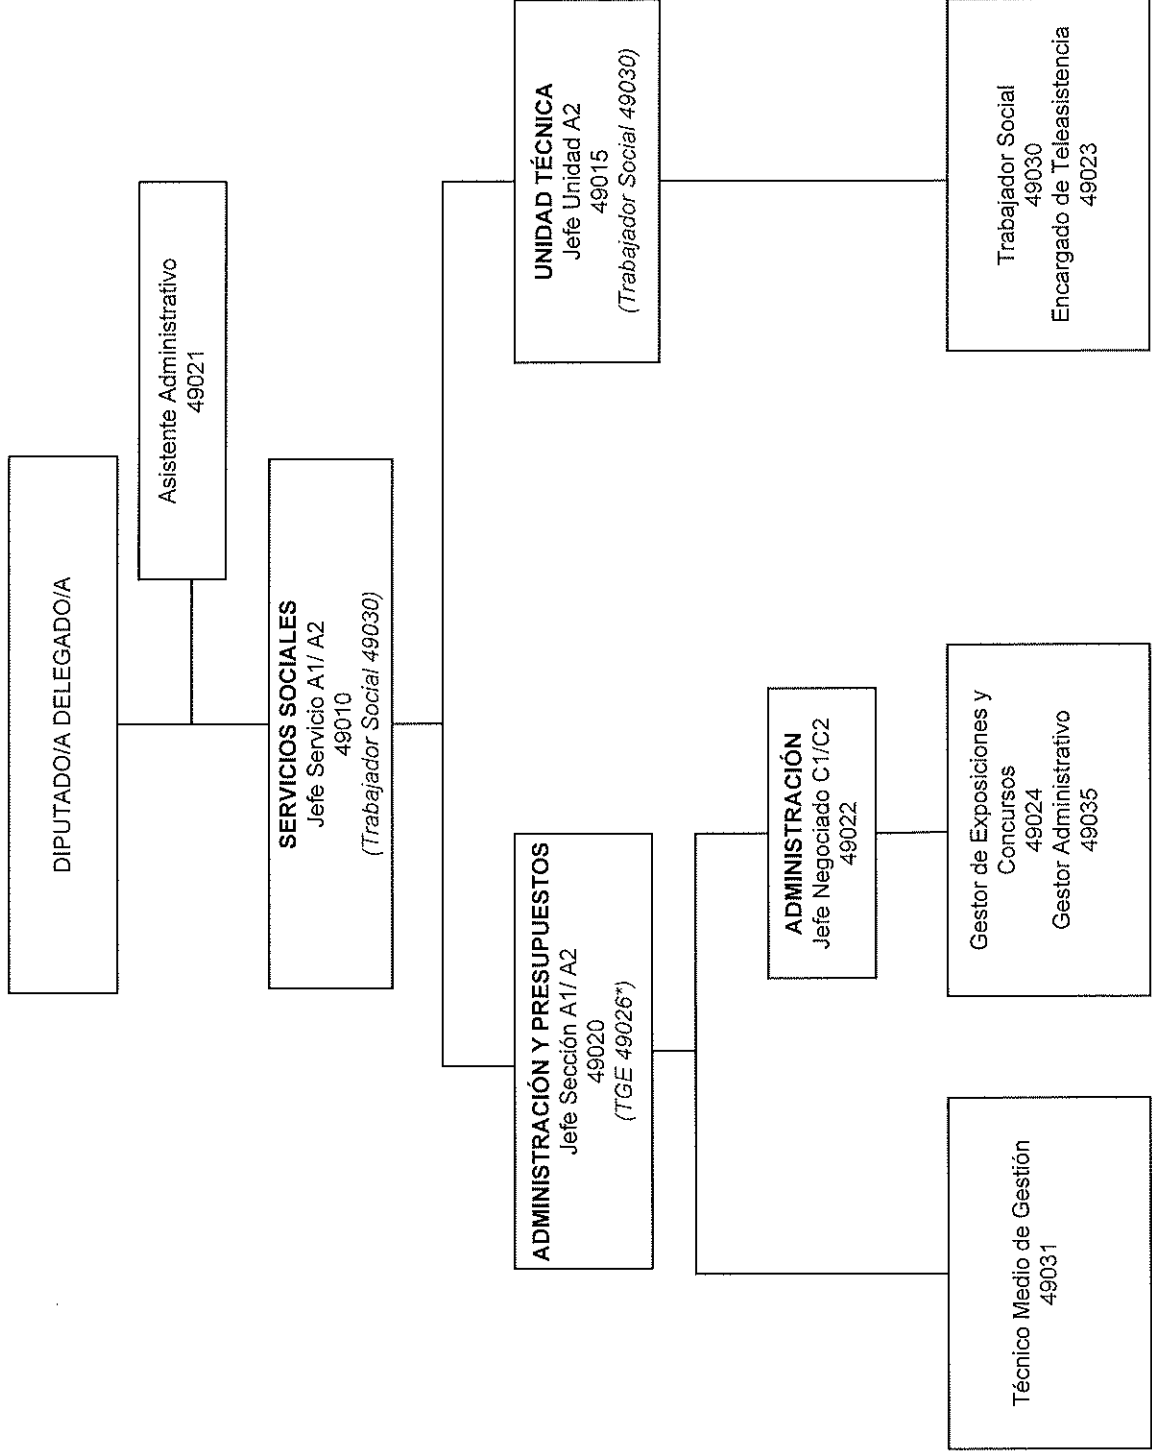 DIPUTADO/A DELEGADO/A
Asistente Administrativo
49021
SERVICIOS SOCIALES
Jefe Servicio A1/ A2
49010
(Trabajador Social 49030)
ADMINISTRACIÓN Y PRESUPUESTOS
Jefe Sección A1/ A2
49020
(TGE 49026*)
UNIDAD TÉCNICA
Jefe Unidad A2
49015
(Trabajador Social 49030)
ADMINISTRACIÓN
Jefe Negociado C1/C2
49022
Técnico Medio de Gestión
49031
Gestor de Exposiciones y
Concursos
49024
Gestor Administrativo
49035
Trabajador Social
49030
Encargado de Teleasistencia
49023